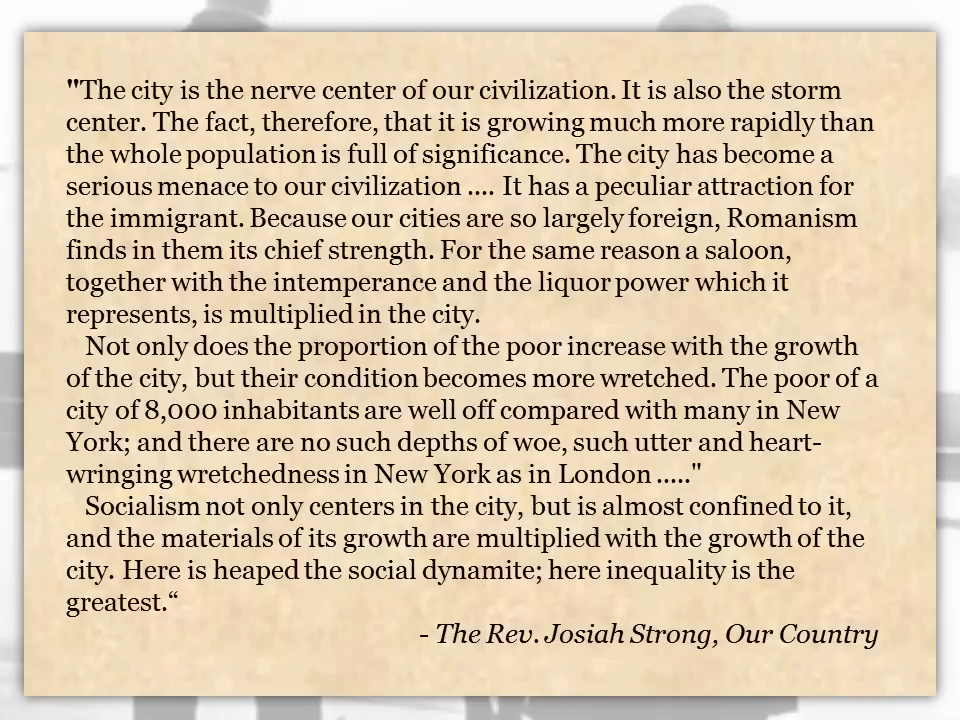 "The city is the nerve center of our civilization. It is also the storm
center. The fact, therefore, that it is growing much more rapidly than
the whole population is full of significance. The city has become a
serious menace to our civilization .... It has a peculiar attraction for
the immigrant. Because our cities are so largely foreign, Romanism
finds in them its chief strength. For the same reason a saloon,
together with the intemperance and the liquor power which it
represents, is multiplied in the city.
Not only does the proportion of the poor increase with the growth
of the city, but their condition becomes more wretched. The poor of a
city of 8,000 inhabitants are well off compared with many in New
York; and there are no such depths of woe, such utter and heart-
wringing wretchedness in New York as in London ....."
Socialism not only centers in the city, but is almost confined to it,
and the materials of its growth are multiplied with the growth of the
city. Here is heaped the social dynamite; here inequality is the
greatest.“
- The Rev. Josiah Strong, Our Country